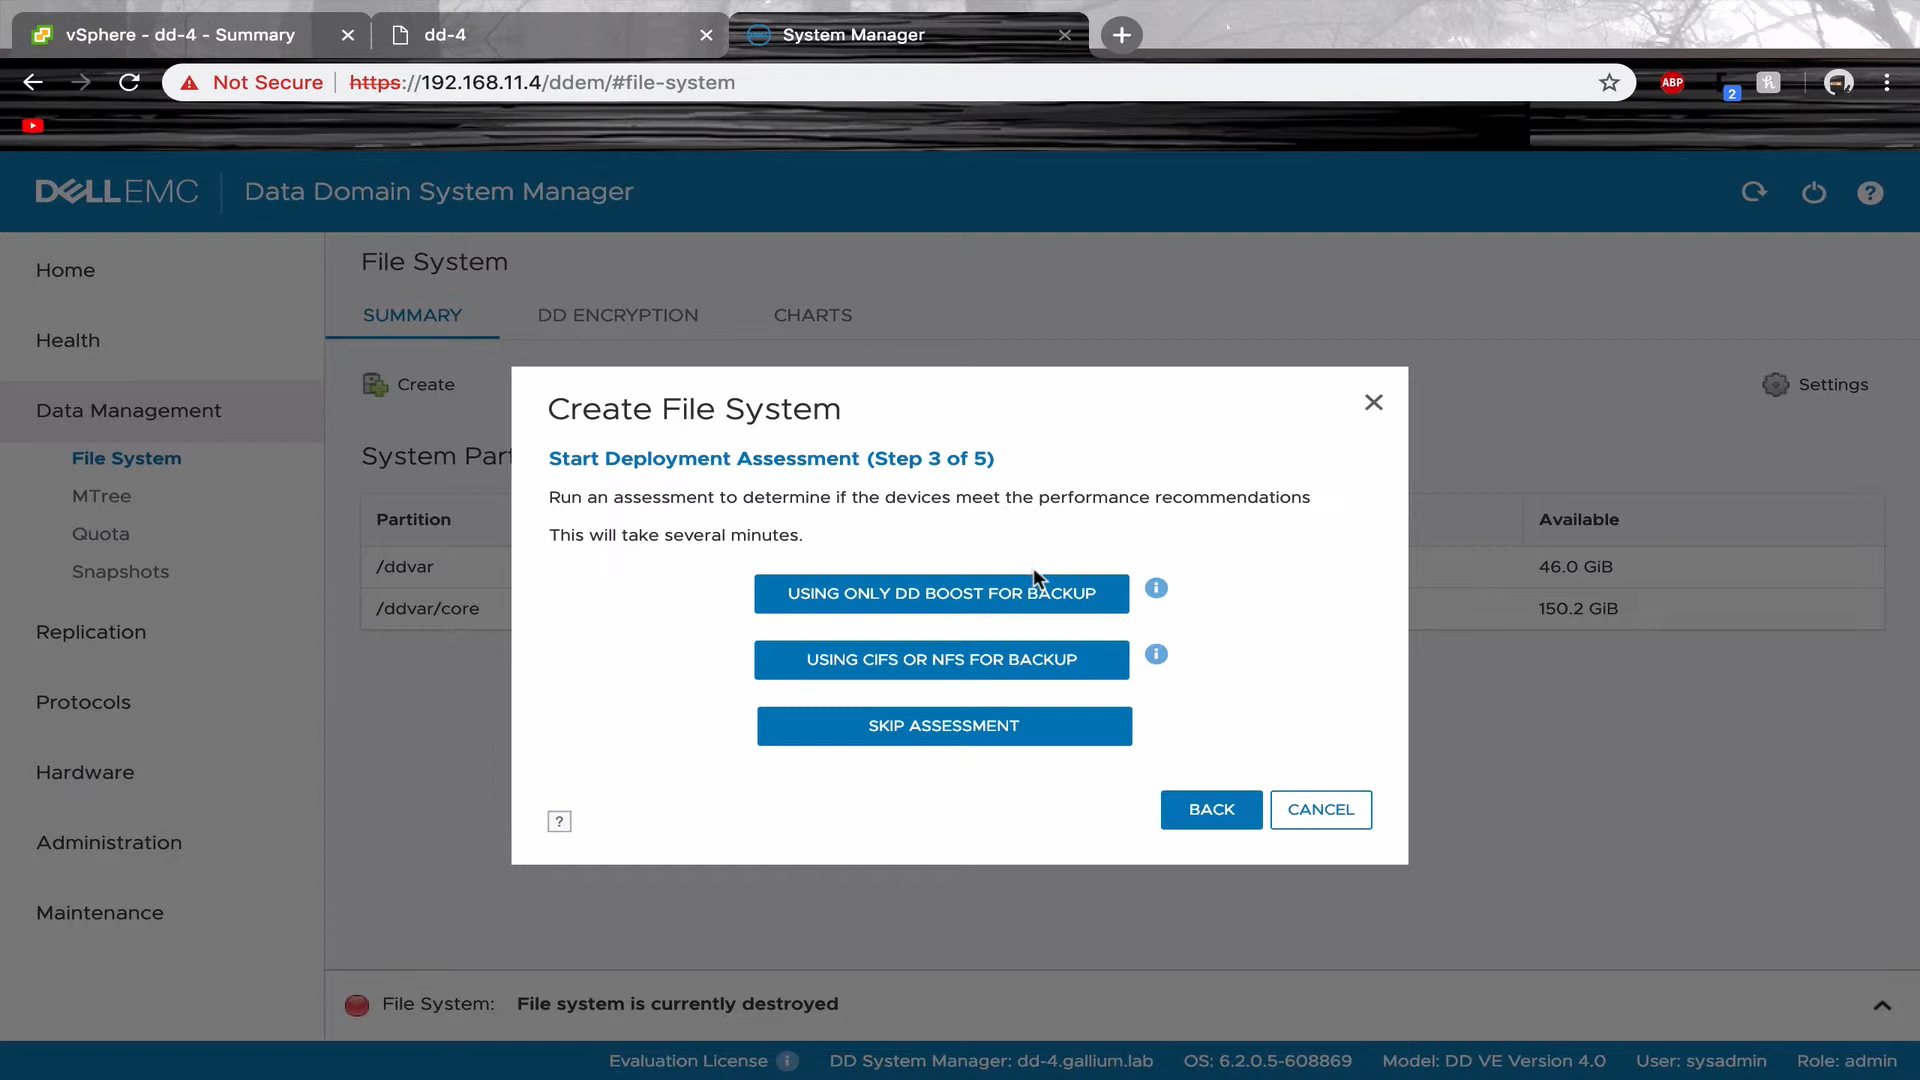 vSphere - dd-4 - Summary
dd-4
System Manager
Not Secure
https://192.168.11.4/ddem/#file-system
ABP
2
h
DELLEMC
Data Domain System Manager
Home
Health
Data Management
File System
MTree
Quota
Snapshots
Replication
Protocols
Hardware
Administration
Maintenance
File System
SUMMARY
DD ENCRYPTION
CHARTS
Create
Settings
System Part
Partition
Available
/ddvar
46.0 GiB
/ddvar/core
150.2 GiB
Create File System
Start Deployment Assessment (Step 3 of 5)
Run an assessment to determine if the devices meet the performance recommendations
This will take several minutes.
USING ONLY DD BOOST FOR BACKUP
USING CIFS OR NFS FOR BACKUP
SKIP ASSESSMENT
BACK
CANCEL
File System: File system is currently destroyed
Evaluation License
DD System Manager: dd-4.gallium.lab
OS: 6.2.0.5-608869
Model: DD VE Version 4.0
User: sysadmin
Role: admin